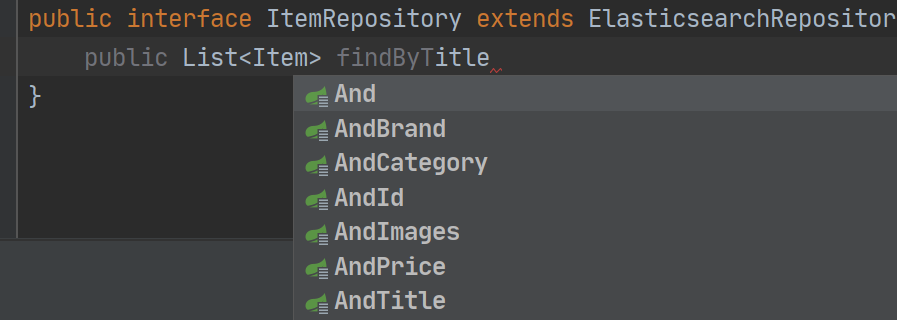 public interface ItemRepository extends ElasticsearchRepositor
public List<Item> findByTitle
}
And
AndBrand
AndCategory
AndId
AndImages
AndPrice
AndTitle